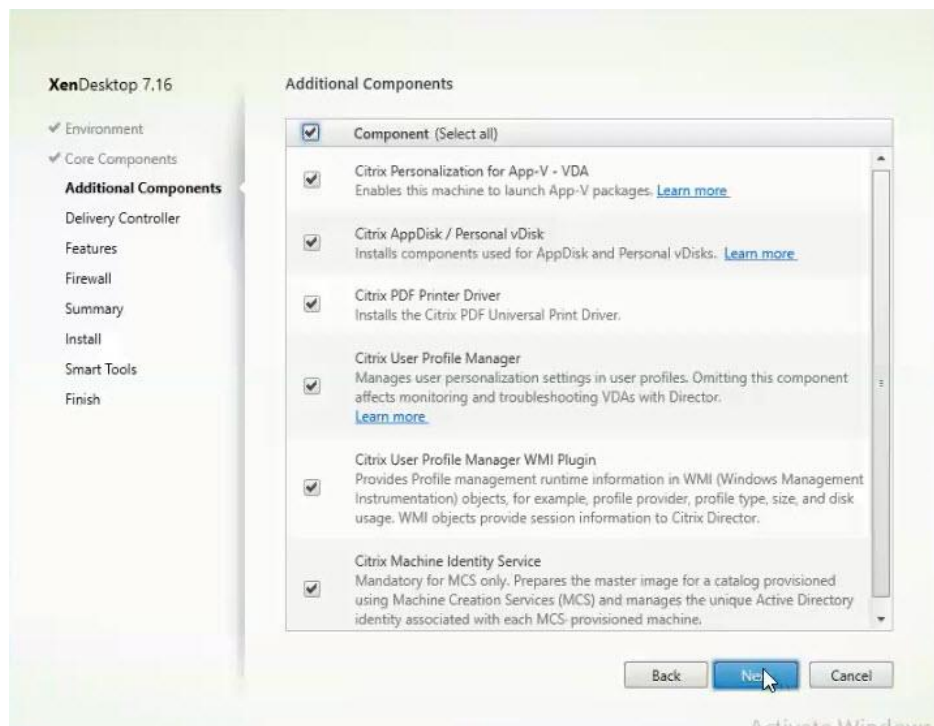 XenDesktop 7.16
Environment
Core Components
Additional Components
Delivery Controller
Features
Firewall
Summary
Install
Smart Tools
Finish
Additional Components
Component (Select all)
Citrix Personalization for App-V - VDA
Enables this machine to launch App-V packages. Learn more
Citrix AppDisk / Personal vDisk
Installs components used for AppDisk and Personal vDisks. Learn more
Citrix PDF Printer Driver
Installs the Citrix PDF Universal Print Driver.
Citrix User Profile Manager
Manages user personalization settings in user profiles. Omitting this component
affects monitoring and troubleshooting VDAs with Director.
Learn more
Citrix User Profile Manager WMI Plugin
Provides Profile management runtime information in WMI (Windows Management
Instrumentation) objects, for example, profile provider, profile type, size, and disk
usage. WMI objects provide session information to Citrix Director.
Citrix Machine Identity Service
Mandatory for MCS only. Prepares the master image for a catalog provisioned
using Machine Creation Services (MCS) and manages the unique Active Directory
identity associated with each MCS-provisioned machine.
Back
Next
Cancel
Activate Windows